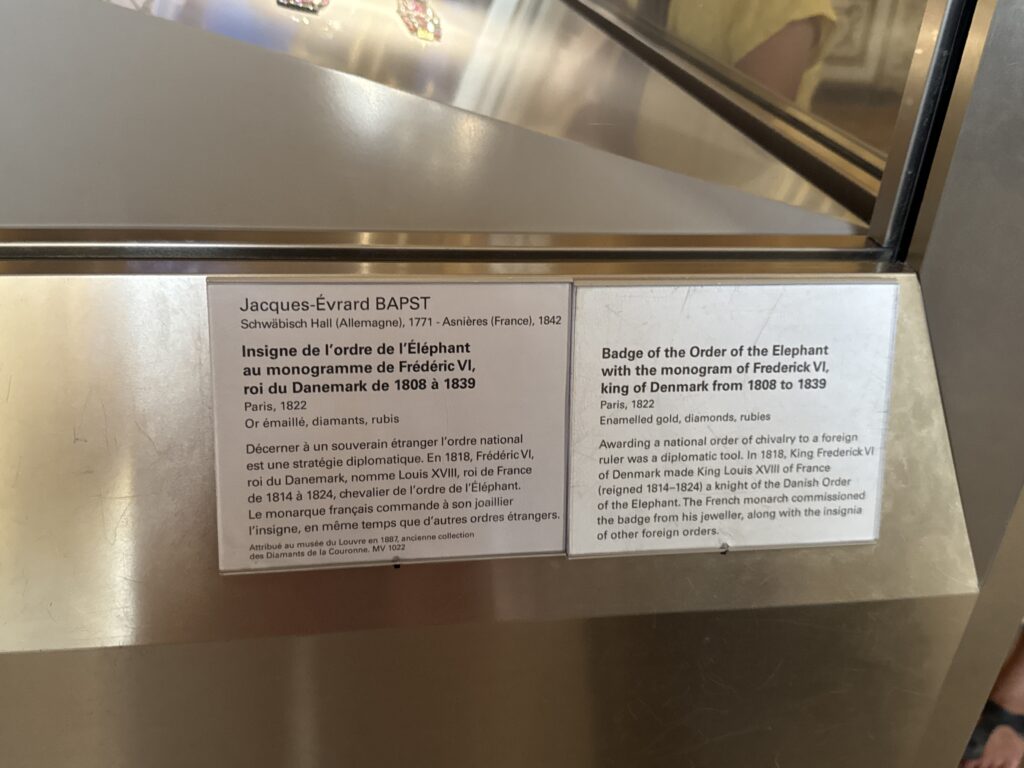 Jacques-Évrard BAPST
Schwäbisch Hall (Allemagne), 1771 - Asnières (France), 1842
Insigne de l'ordre de l'Éléphant
au monogramme de Frédéric VI,
roi du Danemark de 1808 à 1839
Paris, 1822
Or émaillé, diamants, rubis
Décerner à un souverain étranger l'ordre national
est une stratégie diplomatique. En 1818, Frédéric VI,
roi du Danemark, nomme Louis XVIII, roi de France
de 1814 à 1824, chevalier de l'ordre de l'Éléphant.
Le monarque français commande à son joaillier
l'insigne, en même temps que d'autres ordres étrangers.
Attribué au musée du Louvre en 1887, ancienne collection
des Diamants de la Couronne. MV 1022
Badge of the Order of the Elephant
with the monogram of Frederick VI,
king of Denmark from 1808 to 1839
Paris, 1822
Enamelled gold, diamonds, rubies
Awarding a national order of chivalry to a foreign
ruler was a diplomatic tool. In 1818, King Frederick VI
of Denmark made King Louis XVIII of France
(reigned 1814–1824) a knight of the Danish Order
of the Elephant. The French monarch commissioned
the badge from his jeweller, along with the insignia
of other foreign orders.